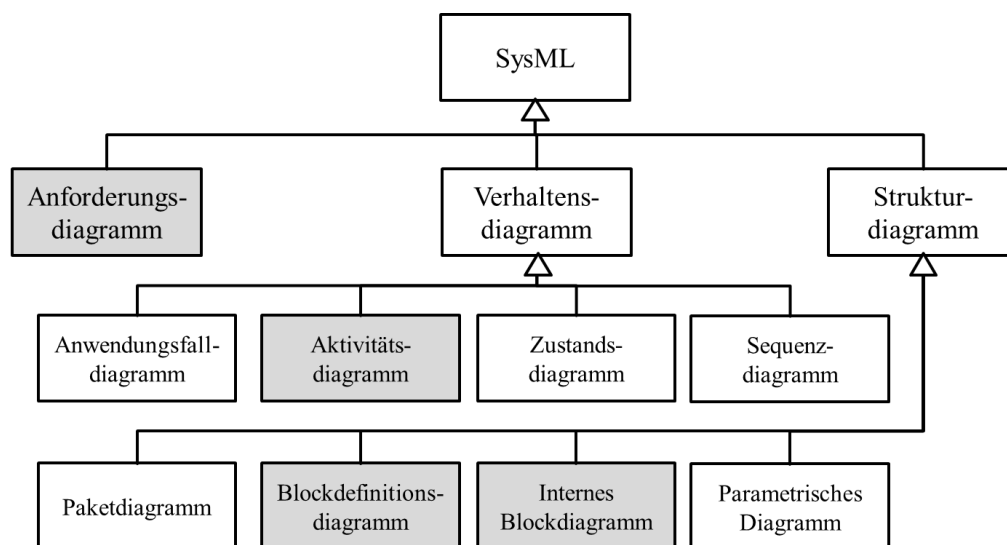 SysML
Anforderungs-
diagramm
Verhaltens-
diagramm
Struktur-
diagramm
Anwendungsfall-
diagramm
Aktivitäts-
diagramm
Zustands-
diagramm
Sequenz-
diagramm
Paketdiagramm
Blockdefinitions-
diagramm
Internes
Blockdiagramm
Parametrisches
Diagramm